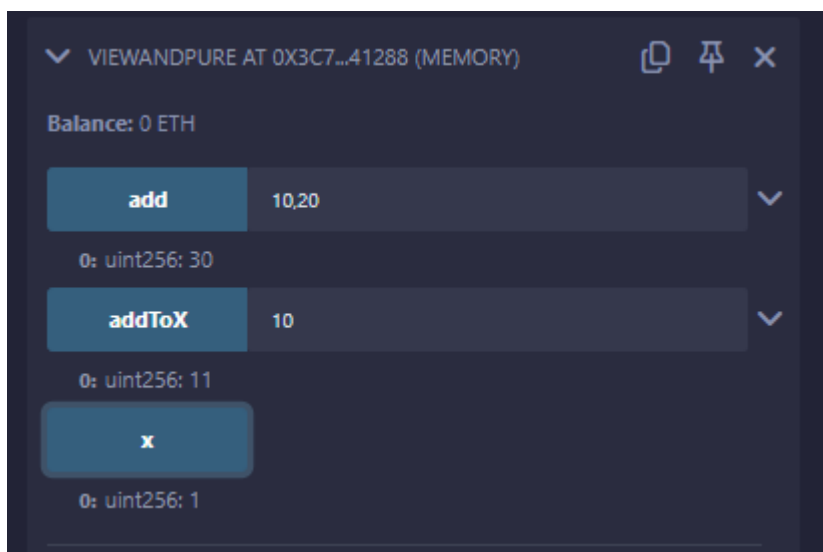 VIEWANDPURE AT 0X3C7...41288 (MEMORY)
Balance: 0 ETH
add 10,20
0: uint256: 30
addToX 10
0: uint256: 11
x
0: uint256: 1